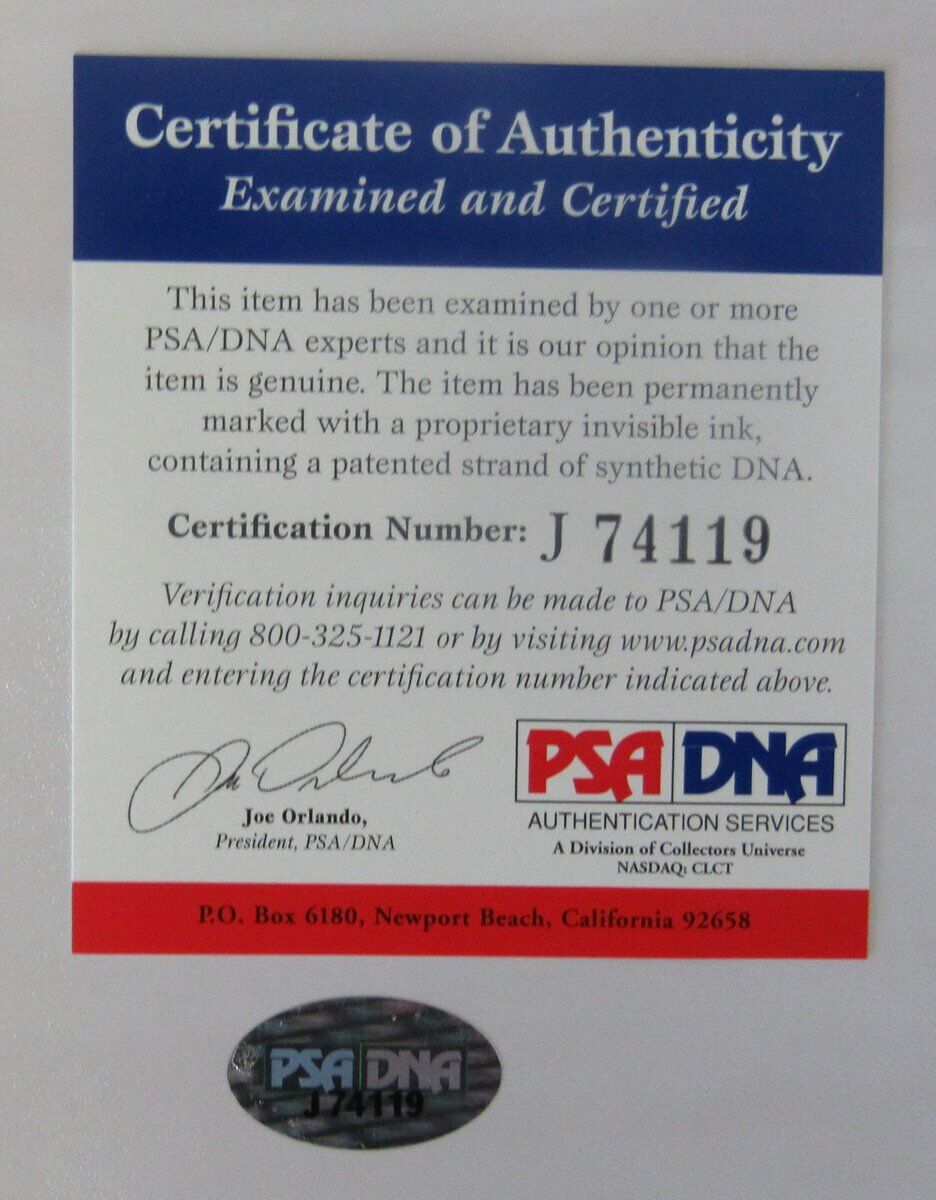 Certificate of Authenticity
Examined and Certified
This item has been examined by one or more
PSA/DNA experts and it is our opinion that the
item is genuine. The item has been permanently
marked with a proprietary invisible ink,
containing a patented strand of synthetic DNA.
Certification Number: J 74119
Verification inquiries can be made to PSA/DNA
by calling 800-325-1121 or by visiting www.psadna.com
and entering the certification number indicated above.
Joe Orlando,
President, PSA/DNA
PSA DNA
AUTHENTICATION SERVICES
A Division of Collectors Universe
NASDAQ: CLCT
P.O. Box 6180, Newport Beach, California 92658
PSA DNA
J 74119